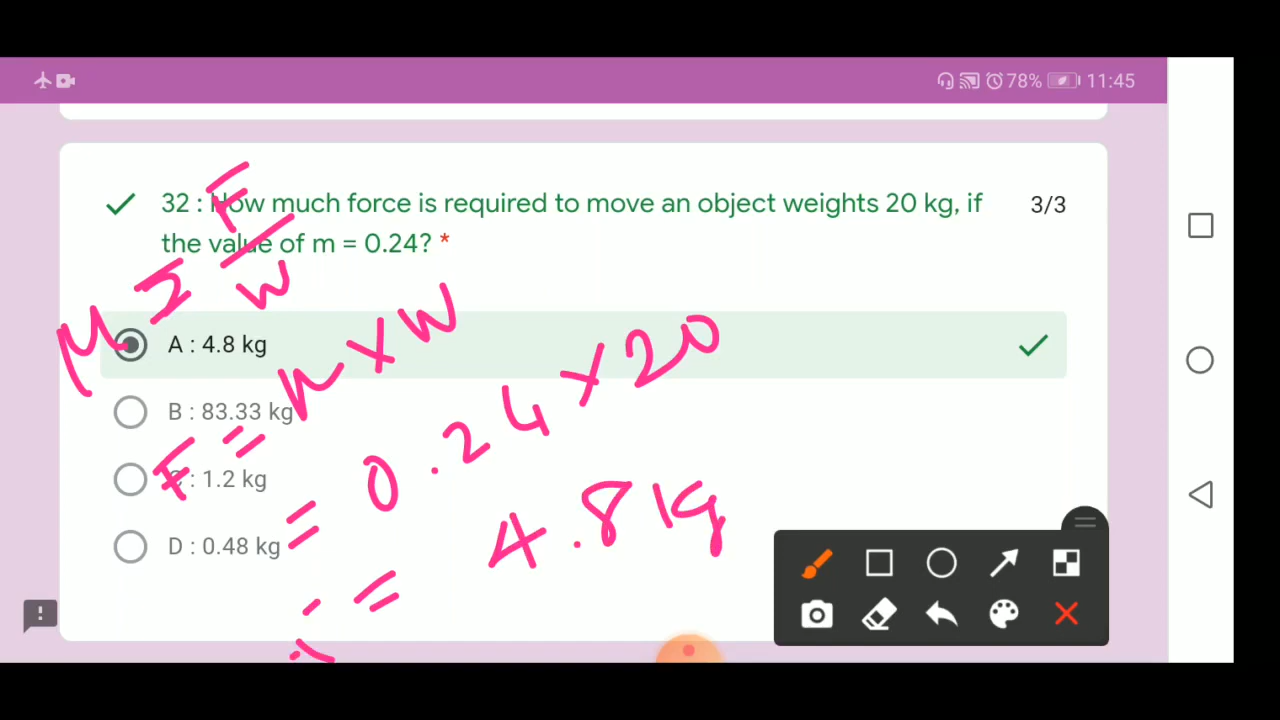 78% 11:45
32 : How much force is required to move an object weights 20 kg, if 3/3
the value of m = 0.24? *
A : 4.8 kg
B : 83.33 kg
C : 1.2 kg
D : 0.48 kg
M = F/W
F = M × W
= 0.24 × 20
= 4.8 kg